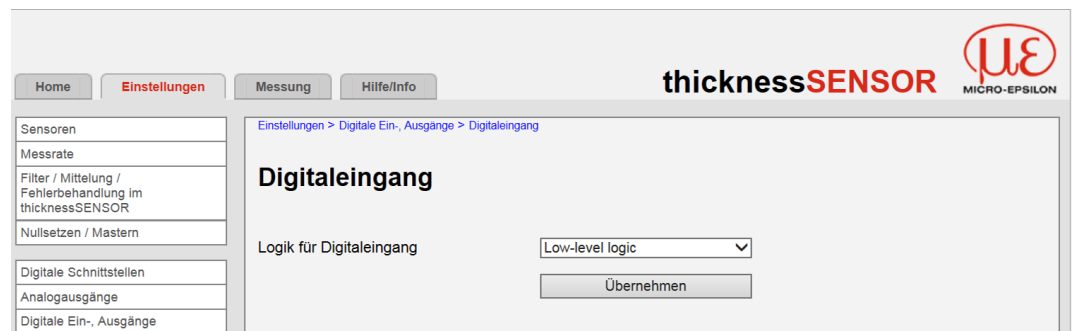 Home
Einstellungen
Messung
Hilfe/Info
thicknessSENSOR
με
MICRO-EPSILON
Sensoren
Messrate
Filter / Mittelung /
Fehlerbehandlung im
thicknessSENSOR
Nullsetzen / Mastern
Digitale Schnittstellen
Analogausgänge
Digitale Ein-, Ausgänge
Einstellungen > Digitale Ein-, Ausgänge > Digitaleingang
Digitaleingang
Logik für Digitaleingang
Low-level logic
Übernehmen